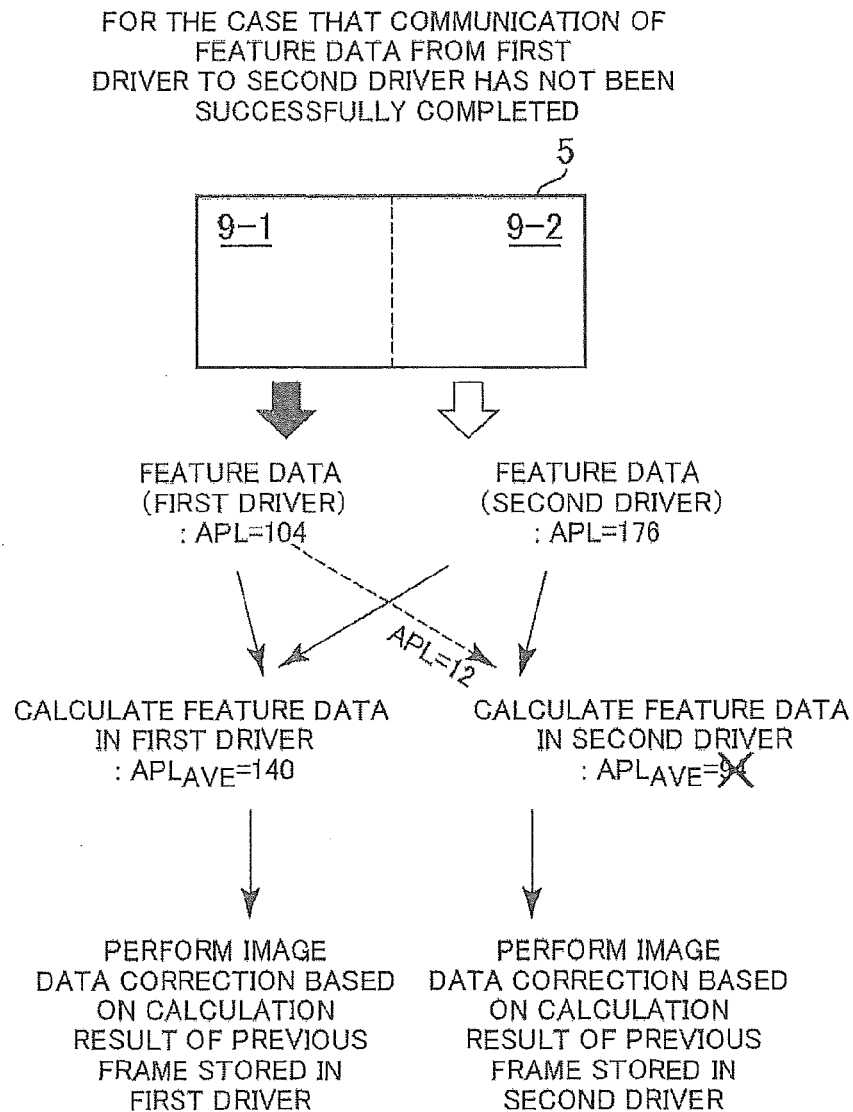 FOR THE CASE THAT COMMUNICATION OF
FEATURE DATA FROM FIRST
DRIVER TO SECOND DRIVER HAS NOT BEEN
SUCCESSFULLY COMPLETED
5
9-1
9-2
FEATURE DATA
(FIRST DRIVER)
: APL=104
FEATURE DATA
(SECOND DRIVER)
: APL=176
APL=12
CALCULATE FEATURE DATA
IN FIRST DRIVER
: APLAVE=140
CALCULATE FEATURE DATA
IN SECOND DRIVER
: APLAVE=94
PERFORM IMAGE
DATA CORRECTION BASED
ON CALCULATION
RESULT OF PREVIOUS
FRAME STORED IN
FIRST DRIVER
PERFORM IMAGE
DATA CORRECTION BASED
ON CALCULATION
RESULT OF PREVIOUS
FRAME STORED IN
SECOND DRIVER